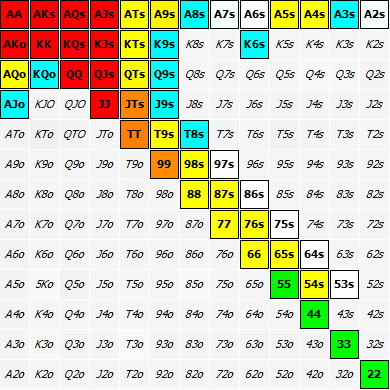 AA AKs AQs AJs ATs A9s A8s A7s A6s A5s A4s A3s A2s
AKo KK KQs KJs KTs K9s K8s K7s K6s K5s K4s K3s K2s
AQo KQo QQ QJs QTs Q9s Q8s Q7s Q6s Q5s Q4s Q3s Q2s
AJo KJO QJO JJ JTs J9s J8s J7s J6s J5s J4s J3s J2s
ATo KTo QTO JTo TT T9s T8s T7s T6s T5s T4s T3s T2s
A9o K9o Q9o J9o T9o 99 98s 97s 96s 95s 94s 93s 92s
A8o K8o Q8o J8o T8o 98o 88 87s 86s 85s 84s 83s 82s
A7o K7o Q7o J7o T7o 97o 87o 77 76s 75s 74s 73s 72s
A6o K6o Q6o J6o T6o 96o 86o 76o 66 65s 64s 63s 62s
A5o 5Ko Q5o J5o T5o 95o 85o 75o 65o 55 54s 53s 52s
A4o K4o Q4o J4o T4o 94o 84o 74o 64o 54o 44 43s 42s
A3o K3o Q3o J3o T3o 93o 83o 73o 63o 53o 43o 33 32s
A2o K2o Q2o J2o T2o 92o 82o 72o 62o 52o 42o 32o 22